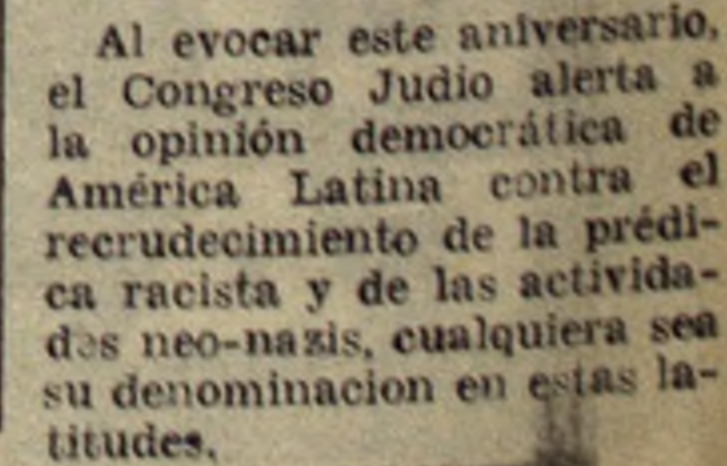 Al evocar este aniversario,
el Congreso Judio alerta a
la opinión democrática de
América Latina contra el
recrudecimiento de la prédi-
ca racista y de las activida-
des neo-nazis, cualquiera sea
su denominacion en estas la-
titudes.